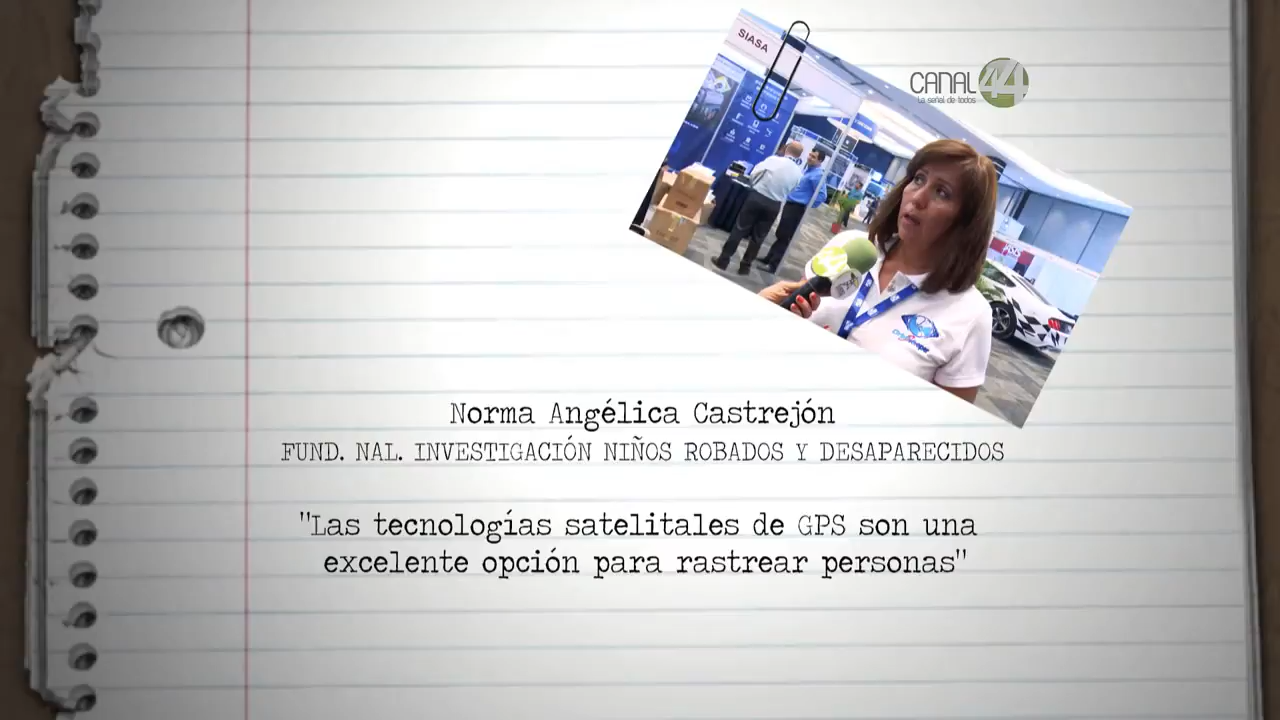 SIASA
CANAL 44
La señal de todos
Norma Angélica Castrejón
FUND. NAL. INVESTIGACIÓN NIÑOS ROBADOS Y DESAPARECIDOS
"Las tecnologías satelitales de GPS son una
excelente opción para rastrear personas"